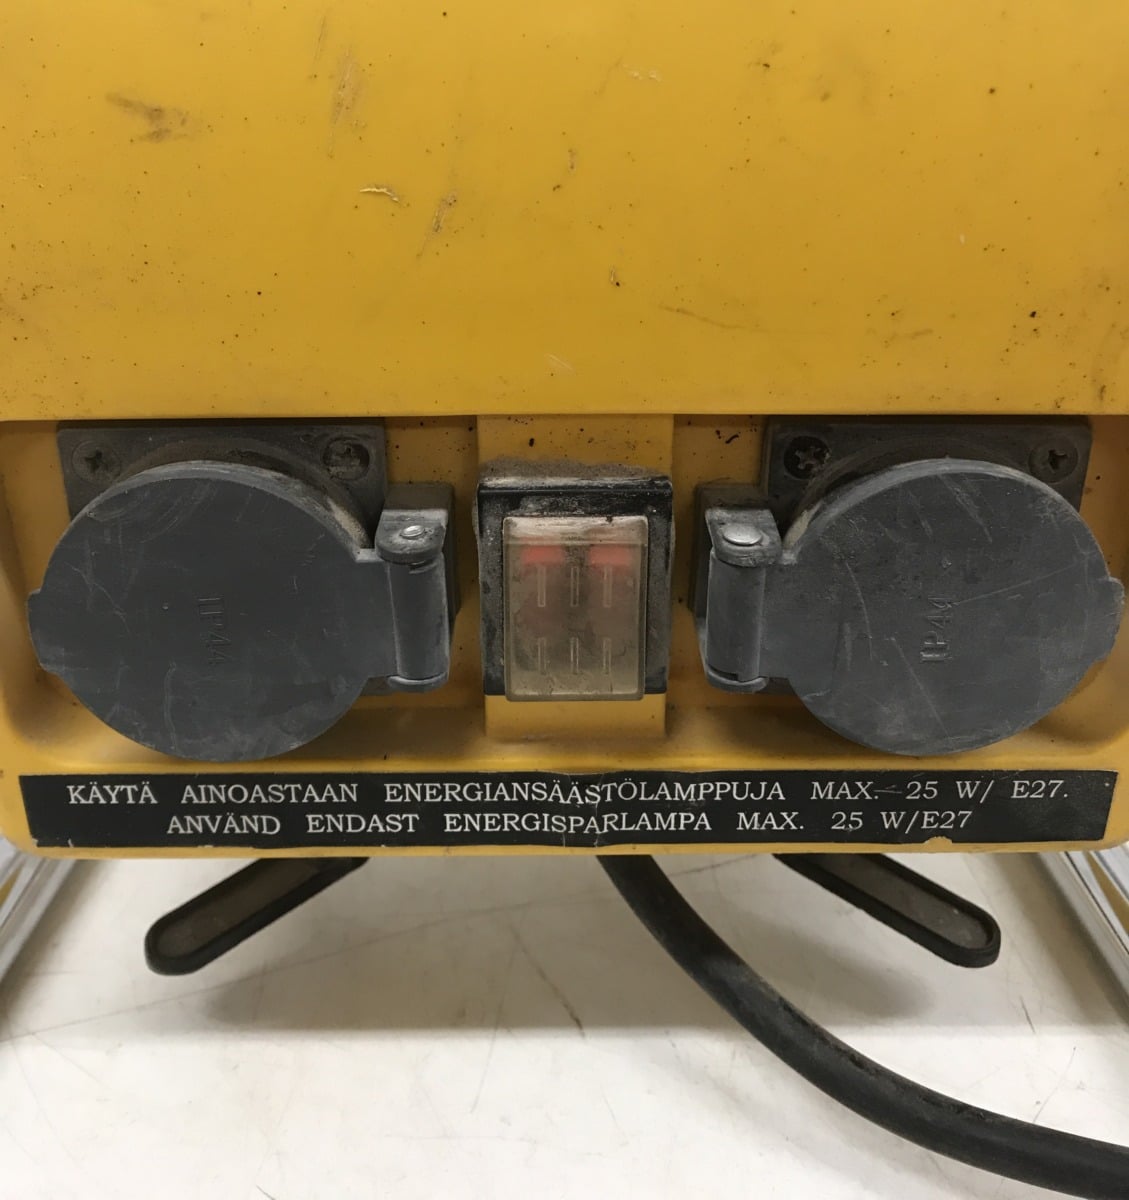 IP44
IP44
KÄYTÄ AINOASTAAN ENERGIANSÄÄSTÖLAMPPUJA MAX. 25 W/ E27.
ANVÄND ENDAST ENERGISPARLAMPA MAX. 25 W/E27